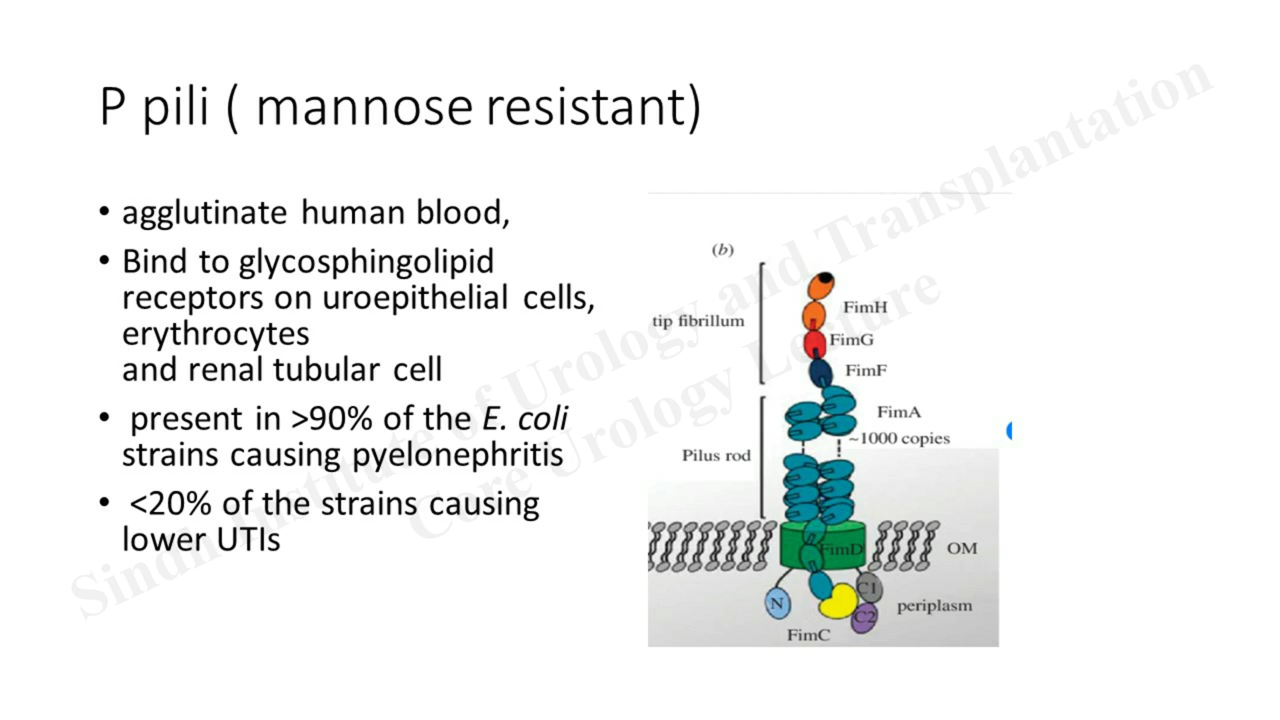 P pili ( mannose resistant)
• agglutinate human blood,
• Bind to glycosphingolipid
receptors on uroepithelial cells,
erythrocytes
and renal tubular cell
• present in >90% of the E. coli
strains causing pyelonephritis
• <20% of the strains causing
lower UTIs
(b)
tip fibrillum
FimH
FimG
FimF
FimA
~1000 copies
Pilus rod
FimD
OM
N
C1
C2
periplasm
FimC
Sindh Institute of Urology and Transplantation
Core Urology Lecture